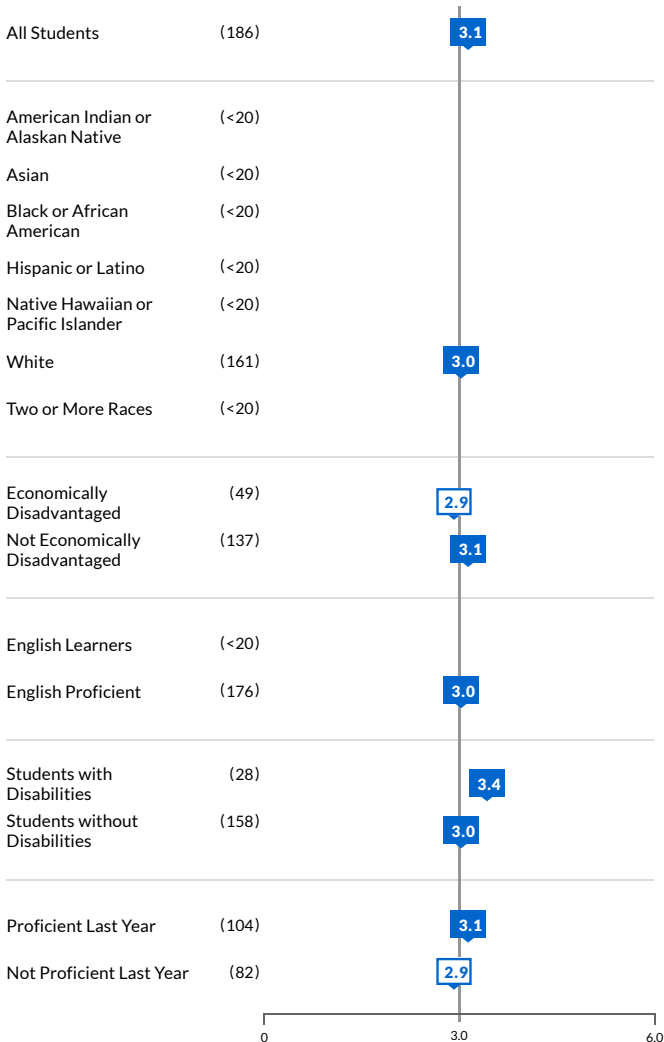 All Students (186) 3.1
American Indian or (<20)
Alaskan Native
Asian (<20)
Black or African (<20)
American
Hispanic or Latino (<20)
Native Hawaiian or (<20)
Pacific Islander
White (161) 3.0
Two or More Races (<20)
Economically (49) 2.9
Disadvantaged
Not Economically (137) 3.1
Disadvantaged
English Learners (<20)
English Proficient (176) 3.0
Students with (28) 3.4
Disabilities
Students without (158) 3.0
Disabilities
Proficient Last Year (104) 3.1
Not Proficient Last Year (82) 2.9
0 3.0 6.0